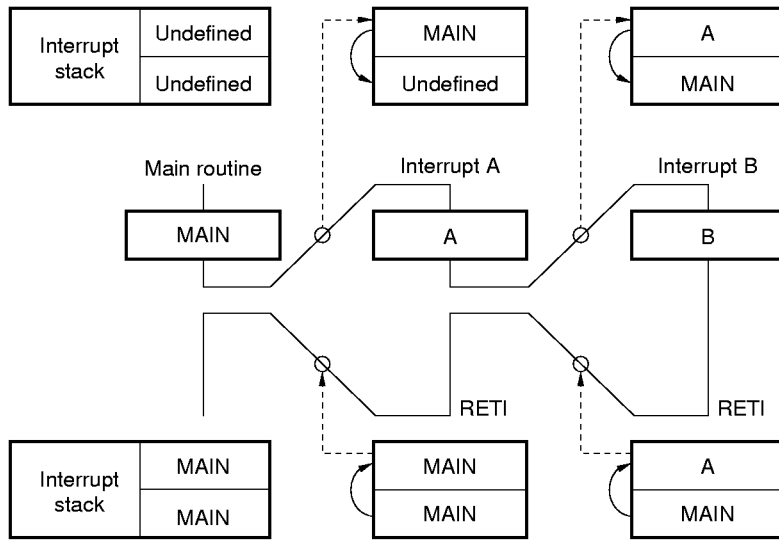 Interrupt
stack
Undefined
Undefined
MAIN
Undefined
A
MAIN
Main routine
Interrupt A
Interrupt B
MAIN
A
B
RETI
RETI
Interrupt
stack
MAIN
MAIN
MAIN
MAIN
A
MAIN